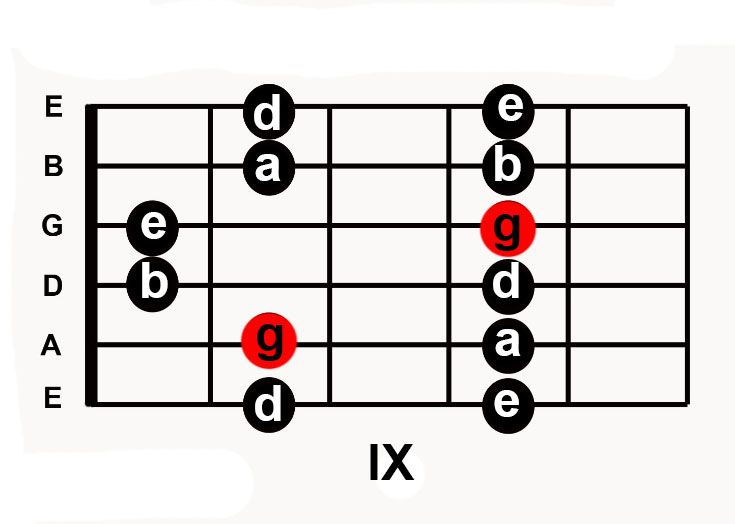 E d e
B a b
G e g
D b d
A g a
E d e
IX